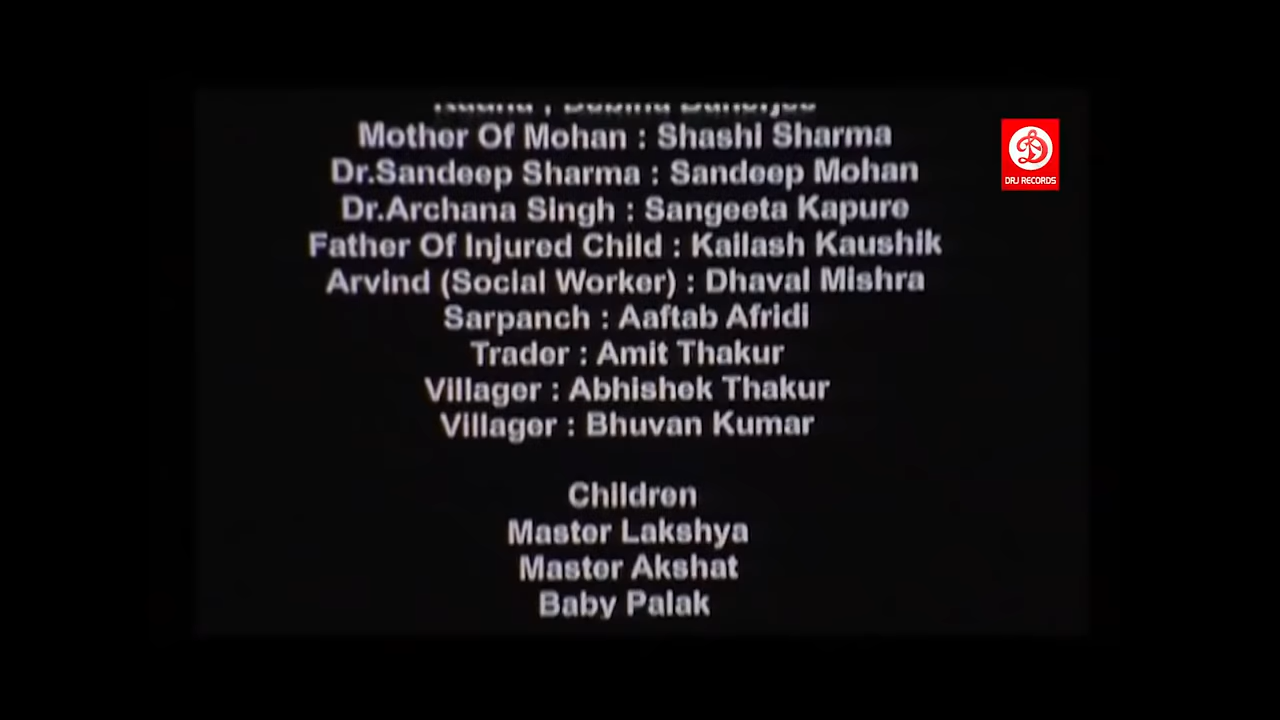 Mother Of Mohan : Shashi Sharma
Dr.Sandeep Sharma : Sandeep Mohan
Dr.Archana Singh : Sangeeta Kapure
Father Of Injured Child : Kailash Kaushik
Arvind (Social Worker) : Dhaval Mishra
Sarpanch : Aaftab Afridi
Trader : Amit Thakur
Villager : Abhishek Thakur
Villager : Bhuvan Kumar
Children
Master Lakshya
Master Akshat
Baby Palak
DRJ RECORDS